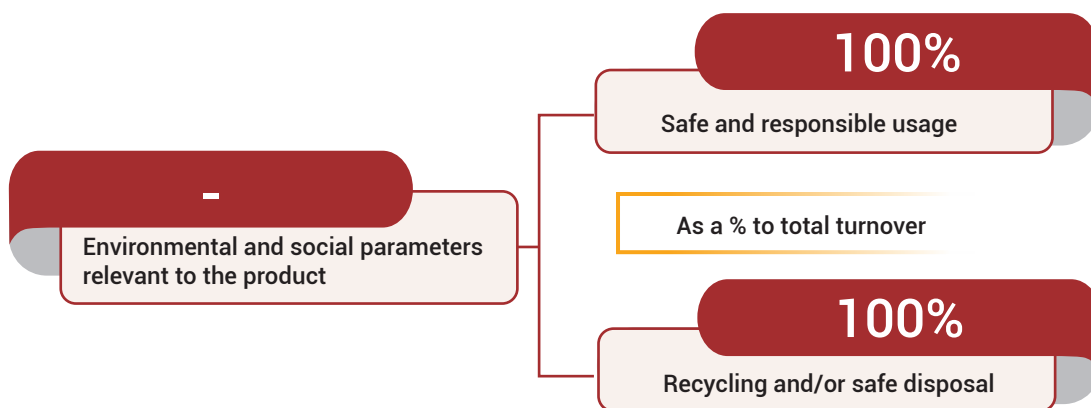 -
Environmental and social parameters
relevant to the product
100%
Safe and responsible usage
As a % to total turnover
100%
Recycling and/or safe disposal